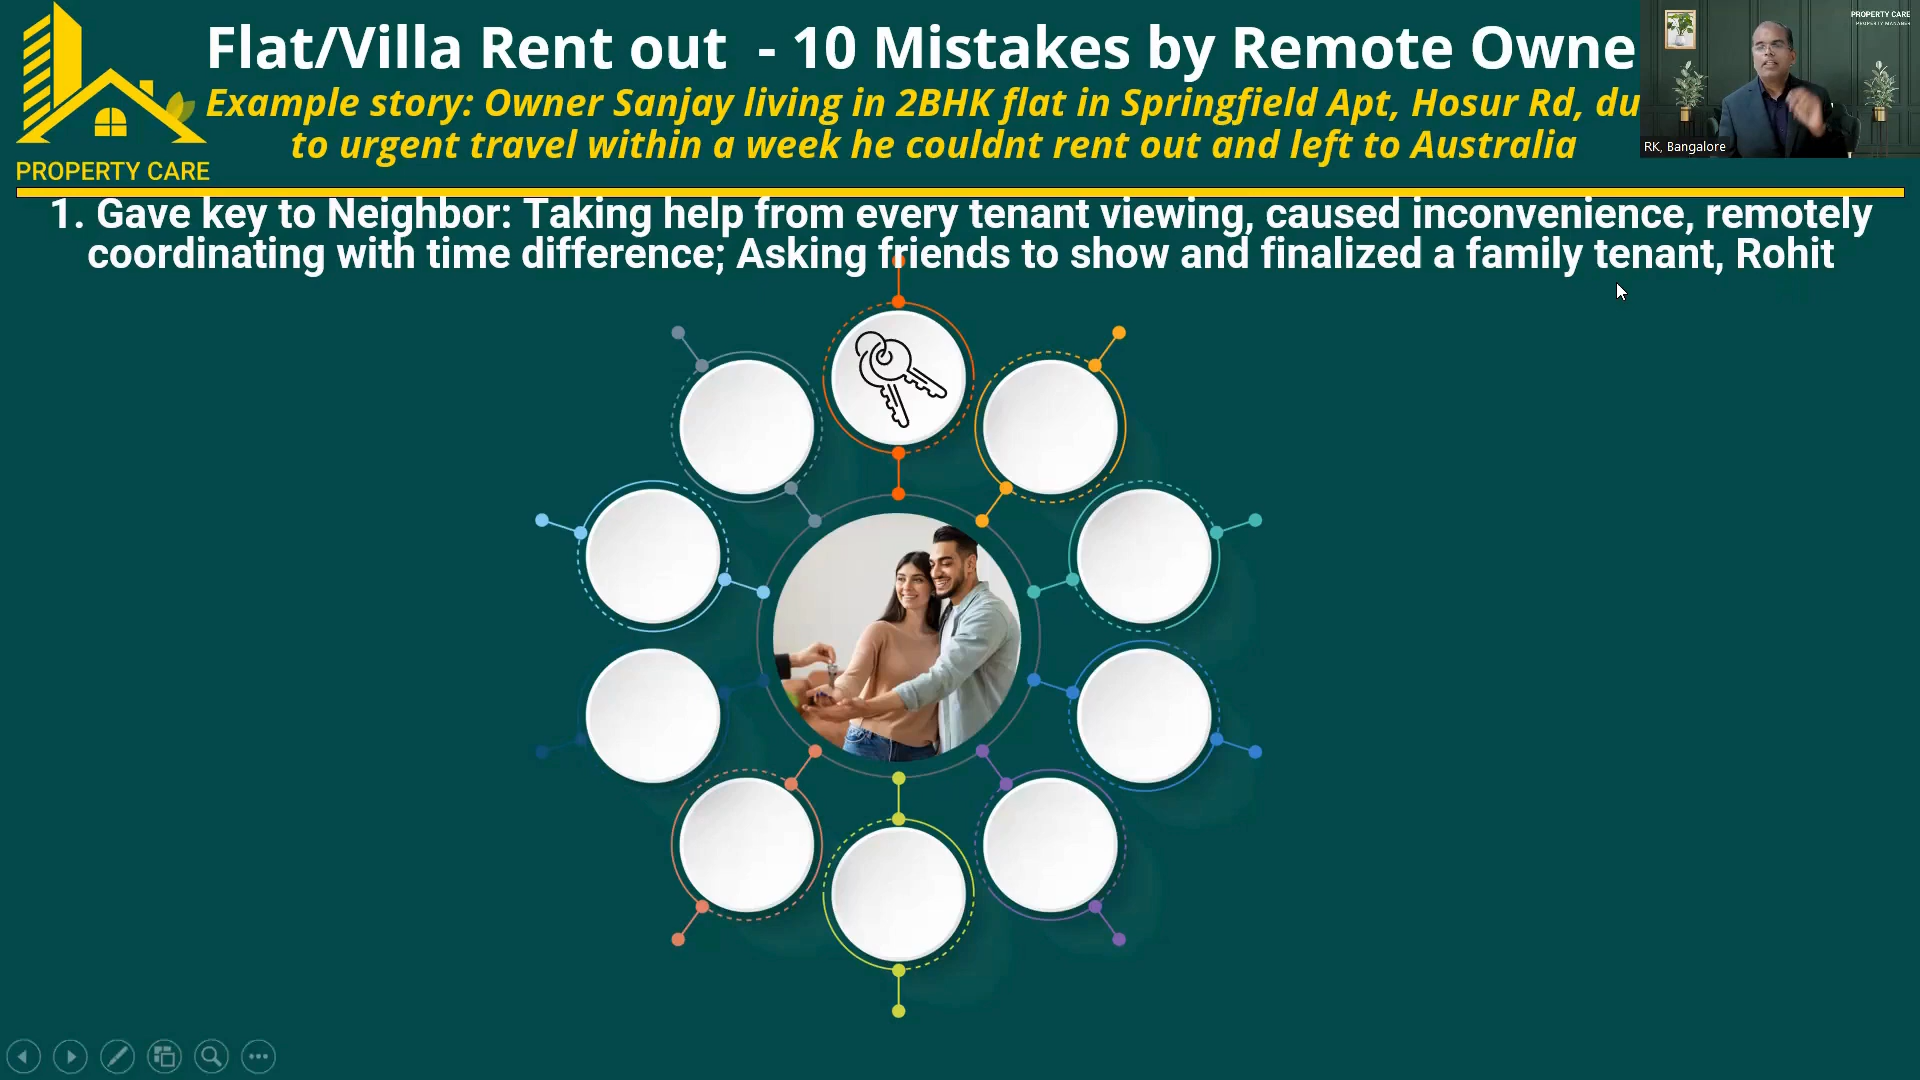 Flat/Villa Rent out - 10 Mistakes by Remote Owne
Example story: Owner Sanjay living in 2BHK flat in Springfield Apt, Hosur Rd, du
to urgent travel within a week he couldnt rent out and left to Australia
PROPERTY CARE
PROPERTY CARE
PROPERTY MANAGER
RK, Bangalore
1. Gave key to Neighbor: Taking help from every tenant viewing, caused inconvenience, remotely
coordinating with time difference; Asking friends to show and finalized a family tenant, Rohit